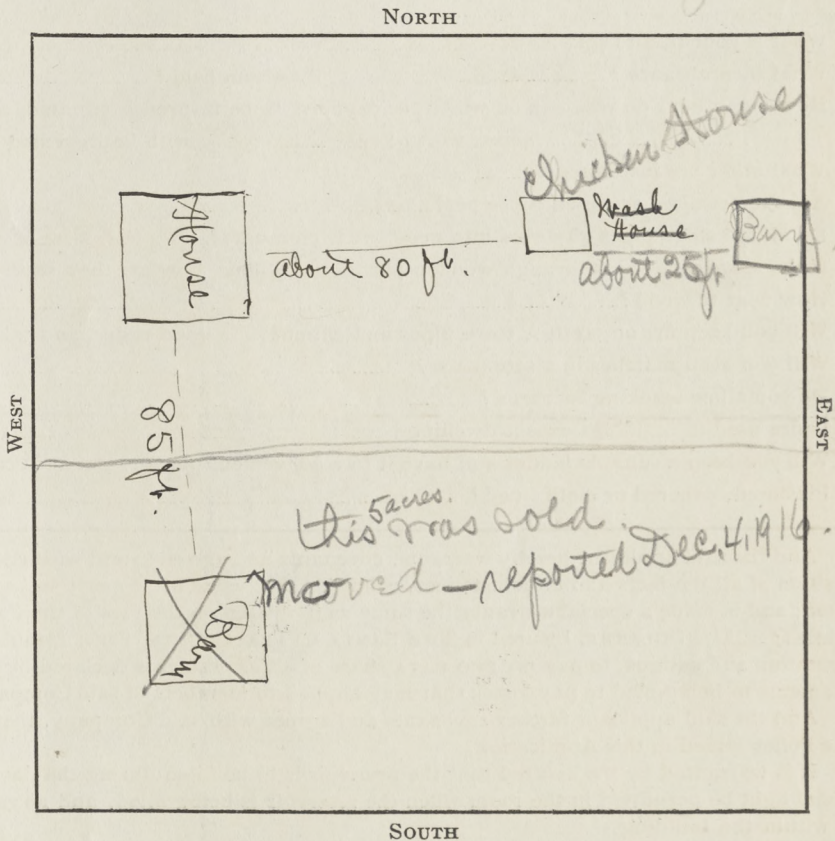 NORTH
Chicken House
House
Wash
House
Barn
about 80 ft.
about 25 ft
WEST
EAST
85 ft.
5 acres.
this was sold.
moved - reported Dec. 4, 1916.
Barn
SOUTH